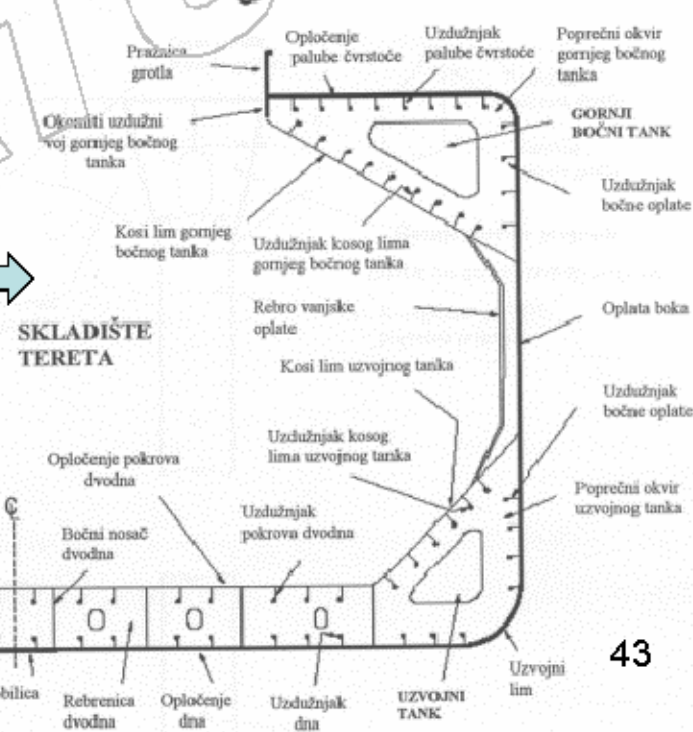 Pražnica
grotla
Opločenje
palube čvrstoće
Uzdužnjak
palube čvrstoće
Poprečni okvir
gornjeg bočnog
tanka
Okomiti uzdužni
voj gornjeg bočnog
tanka
GORNJI
BOČNI TANK
Uzdužnjak
bočne oplate
Kosi lim gornjeg
bočnog tanka
Uzdužnjak kosog lima
gornjeg bočnog tanka
Rebro vanjske
oplate
Oplata boka
SKLADIŠTE
TERETA
Kosi lim uzvojnog tanka
Uzdužnjak
bočne oplate
Uzdužnjak kosog
lima uzvojnog tanka
Opločenje pokrova
dvodna
Poprečni okvir
uzvojnog tanka
Uzdužnjak
pokrova dvodna
Bočni nosač
dvodna
43
Uzvojni
lim
bilica
Rebrenica
dvodna
Opločenje
dna
Uzdužnjak
dna
UZVOJNI
TANK